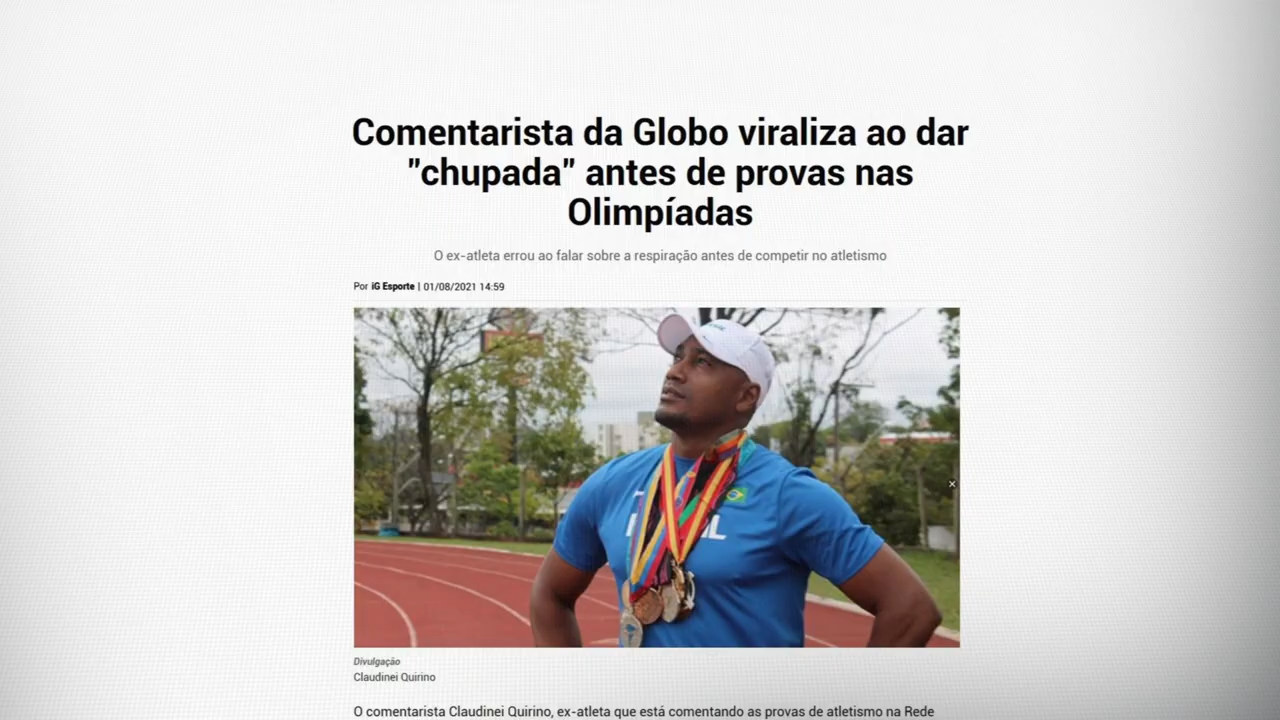 Comentarista da Globo viraliza ao dar
"chupada" antes de provas nas
Olimpíadas
O ex-atleta errou ao falar sobre a respiração antes de competir no atletismo
Por iG Esporte | 01/08/2021 14:59
Divulgação
Claudinei Quirino
O comentarista Claudinei Quirino, ex-atleta que está comentando as provas de atletismo na Rede